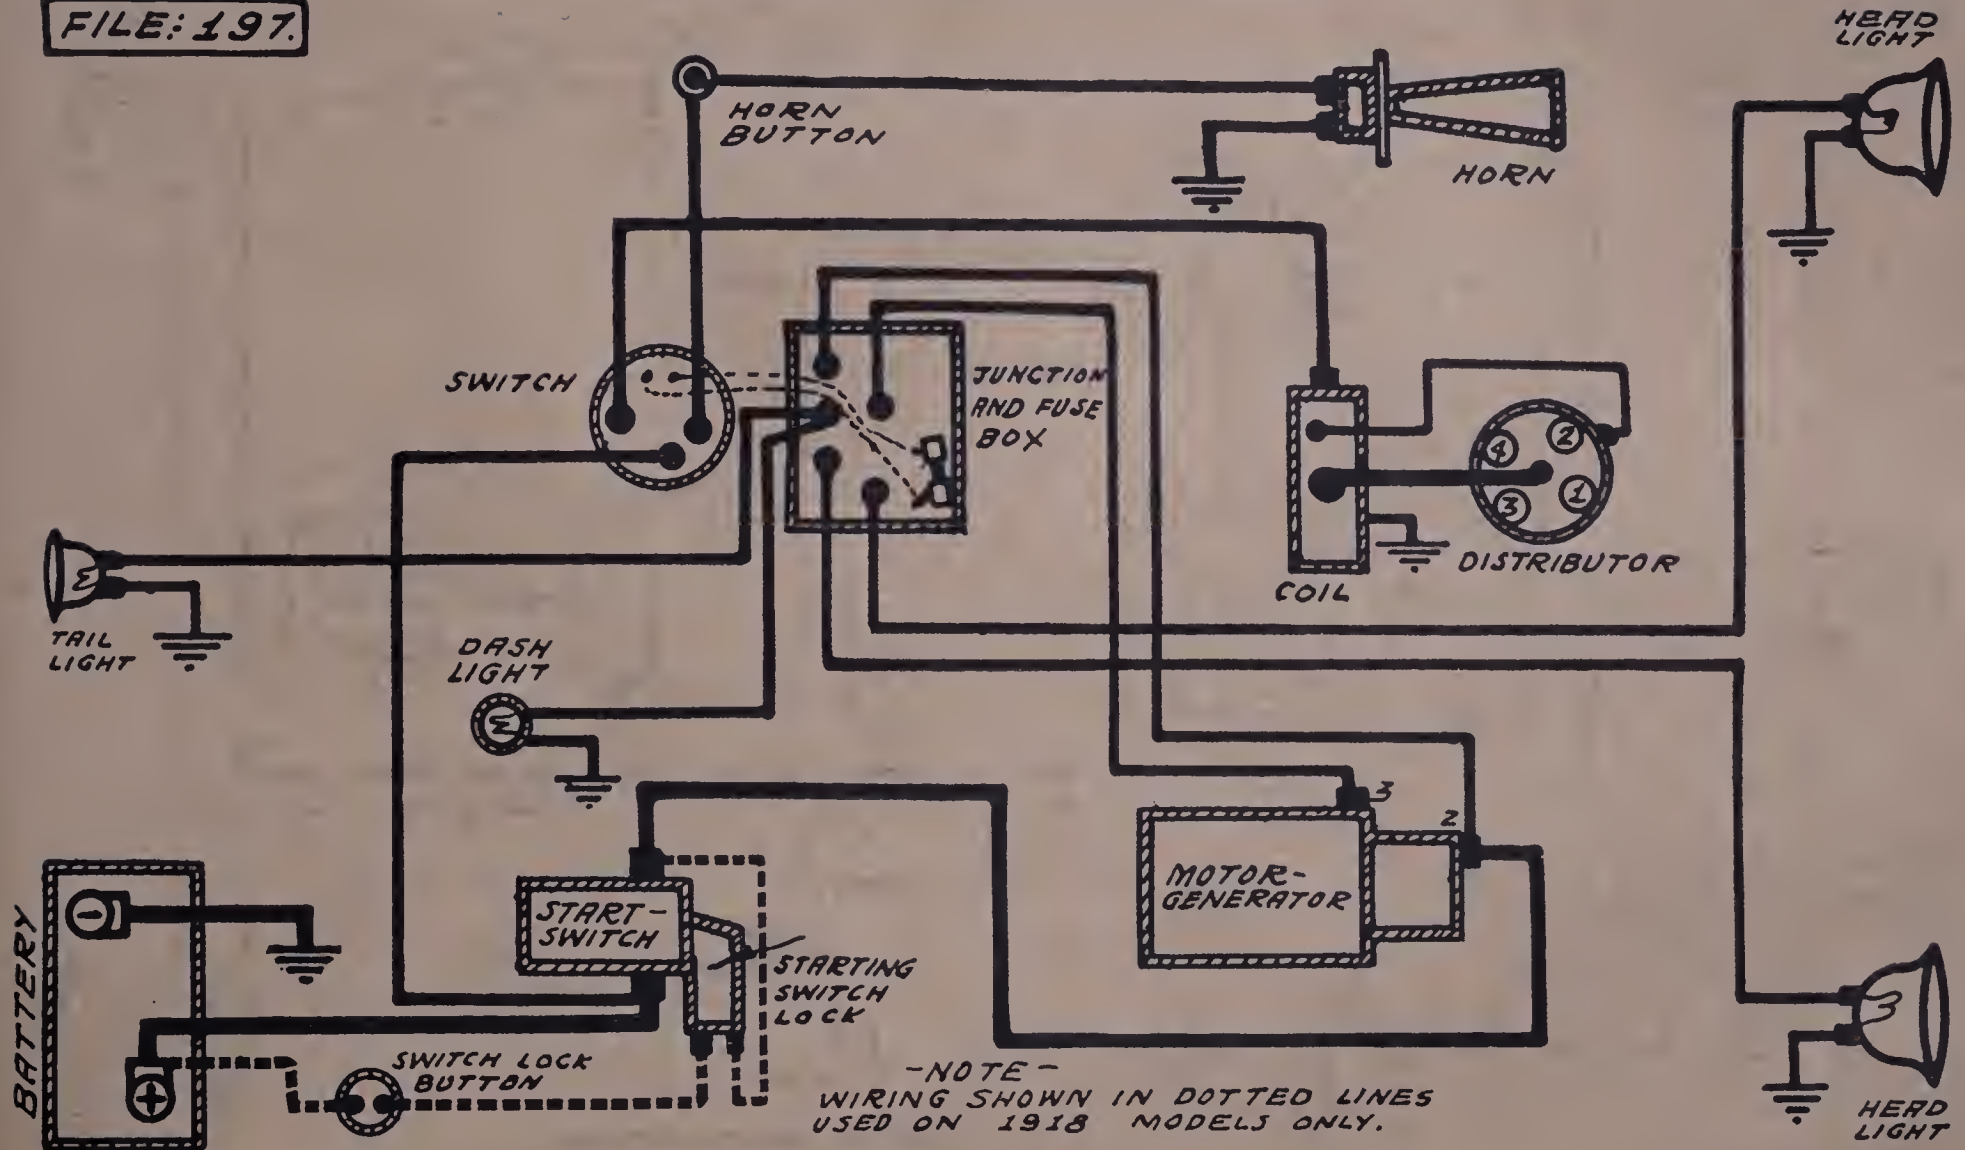 FILE: 197.
HEAD
LIGHT
HORN
BUTTON
HORN
SWITCH
JUNCTION
AND FUSE
BOX
4
2
3
1
DISTRIBUTOR
COIL
TAIL
LIGHT
DASH
LIGHT
3
2
MOTOR-
GENERATOR
START-
SWITCH
STARTING
SWITCH
LOCK
BATTERY
-
+
SWITCH LOCK
BUTTON
-NOTE-
WIRING SHOWN IN DOTTED LINES
USED ON 1918 MODELS ONLY.
HEAD
LIGHT